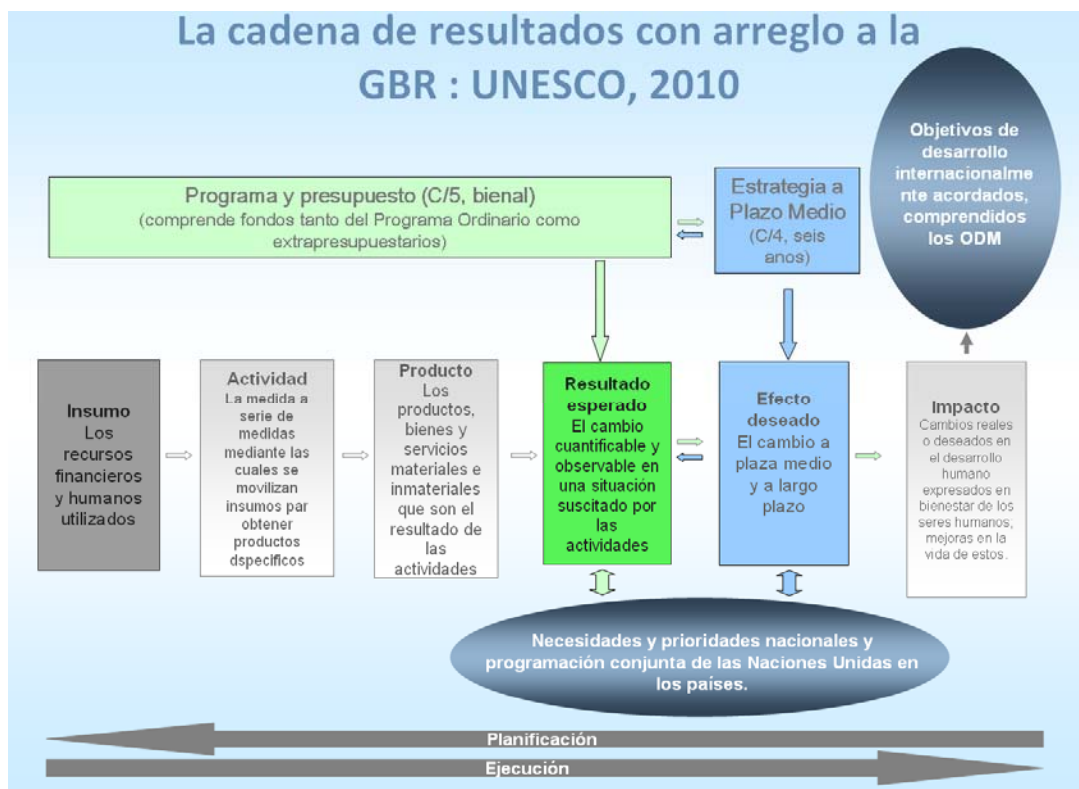 La cadena de resultados con arreglo a la
GBR : UNESCO, 2010
Objetivos de
desarrollo
internacionalme
nte acordados,
comprendidos
los ODM
Programa y presupuesto (C/5, bienal)
(comprende fondos tanto del Programa Ordinario como
extrapresupuestarios)
Estrategia a
Plazo Medio
(C/4, seis
anos)
Insumo
Los
recursos
financieros
y humanos
utilizados
Actividad
La medida a
serie de
medidas
mediante las
cuales se
movilizan
insumos par
obtener
productos
dspecificos
Producto
Los
productos,
bienes y
servicios
materiales e
inmateriales
que son el
resultado de
las
actividades
Resultado
esperado
El cambio
cuantificable y
observable en
una situación
suscitado por
las
actividades
Efecto
deseado
El cambio a
plaza medio
y a largo
plazo
Impacto
Cambios reales
o deseados en
el desarrollo
humano
expresados en
bienestar de los
seres humanos;
mejoras en la
vida de estos.
Necesidades y prioridades nacionales y
programación conjunta de las Naciones Unidas en
los países.
Planificación
Ejecución